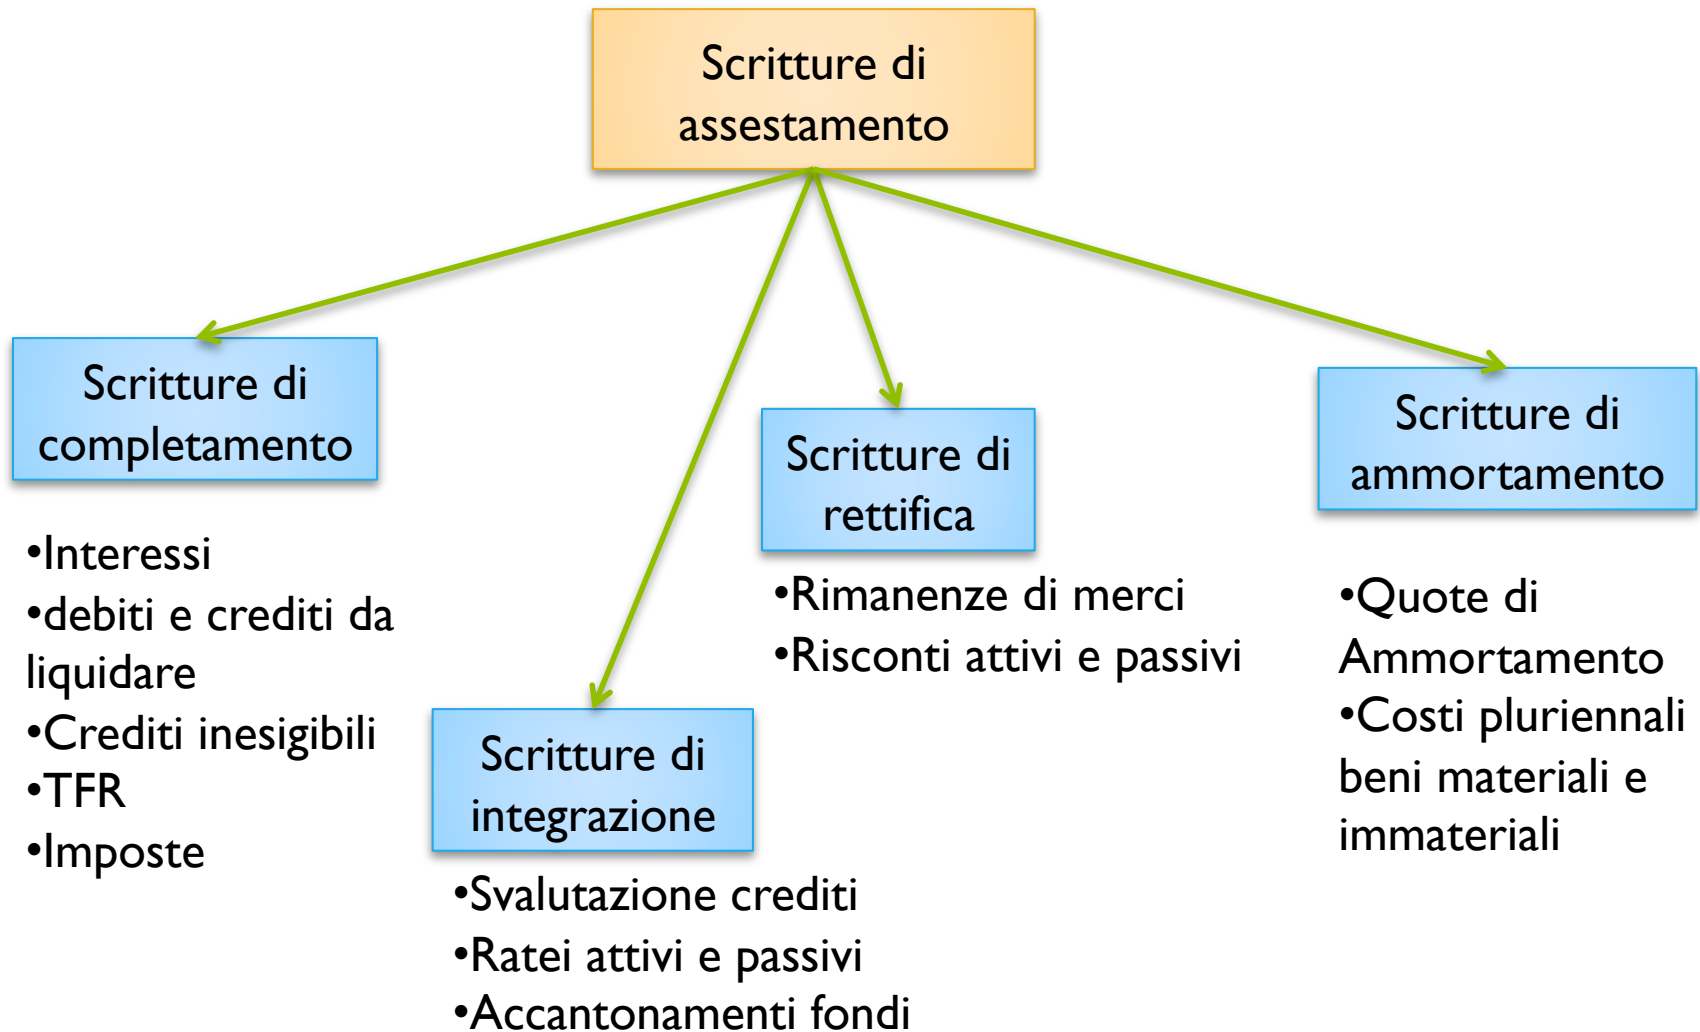 Scritture di
assestamento
Scritture di
completamento
•Interessi
•debiti e crediti da
liquidare
•Crediti inesigibili
•TFR
•Imposte
Scritture di
integrazione
•Svalutazione crediti
•Ratei attivi e passivi
•Accantonamenti fondi
Scritture di
rettifica
•Rimanenze di merci
•Risconti attivi e passivi
Scritture di
ammortamento
•Quote di
Ammortamento
•Costi pluriennali
beni materiali e
immateriali